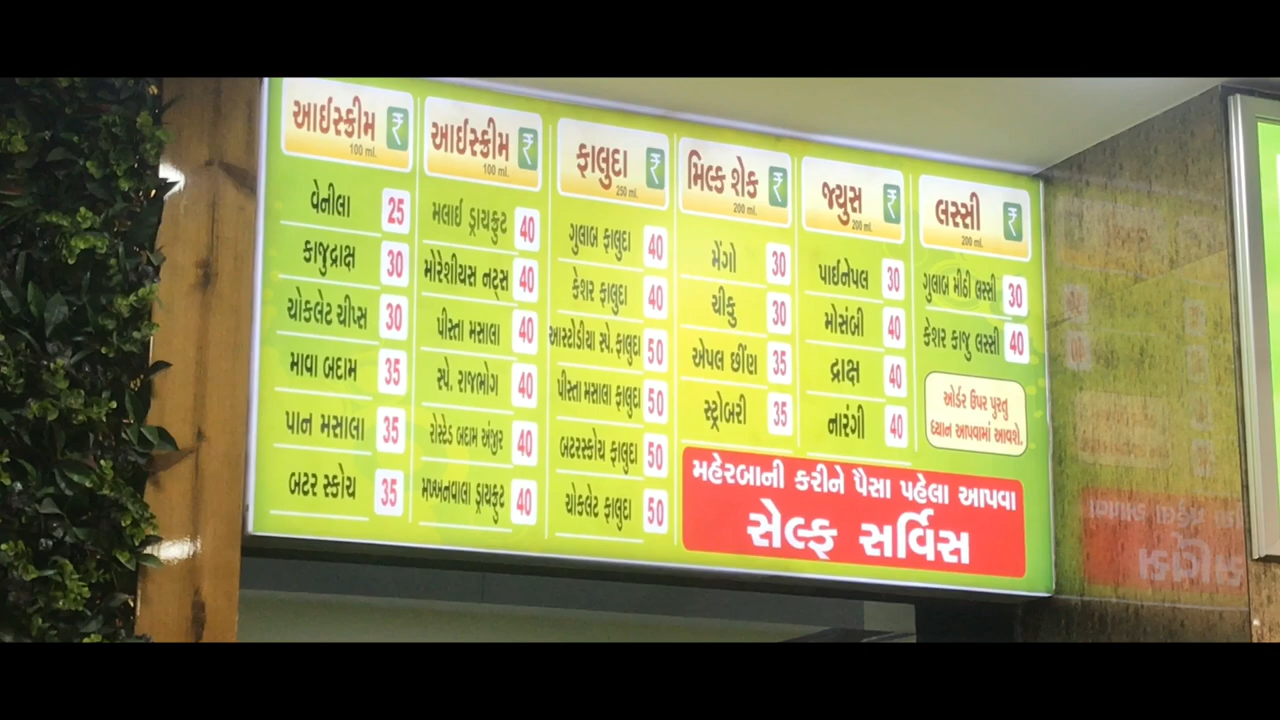 આઈસ્ક્રીમ ₹
100 ml.
વેનીલા 25
કાજુદ્રાક્ષ 30
ચોકલેટ ચીપ્સ 30
માવા બદામ 35
પાન મસાલા 35
બટર સ્કોચ 35
આઈસ્ક્રીમ ₹
100 ml.
મલાઈ ડ્રાયફ્રુટ 40
મોરેશીયસ નટ્સ 40
પીસ્તા મસાલા 40
સ્પે. રાજભોગ 40
રોસ્ટેડ બદામ અંજીર 40
મખ્ખનવાલા ડ્રાયફ્રુટ 40
ફાલુદા ₹
250 ml.
ગુલાબ ફાલુદા 40
કેશર ફાલુદા 40
આસ્ટોડીયા સ્પે. ફાલુદા 50
પીસ્તા મસાલા ફાલુદા 50
બટરસ્કોચ ફાલુદા 50
ચોકલેટ ફાલુદા 50
મિલ્ક શેક ₹
200 ml.
મેંગો 30
ચીકુ 30
એપલ છીણ 35
સ્ટ્રોબરી 35
જ્યુસ ₹
200 ml.
પાઈનેપલ 30
મોસંબી 40
દ્રાક્ષ 40
નારંગી 40
લસ્સી ₹
200 ml.
ગુલાબ મીઠી લસ્સી 30
કેશર કાજુ લસ્સી 40
ઓર્ડર ઉપર પુરતુ
ધ્યાન આપવામાં આવશે.
મહેરબાની કરીને પૈસા પહેલા આપવા
સેલ્ફ સર્વિસ